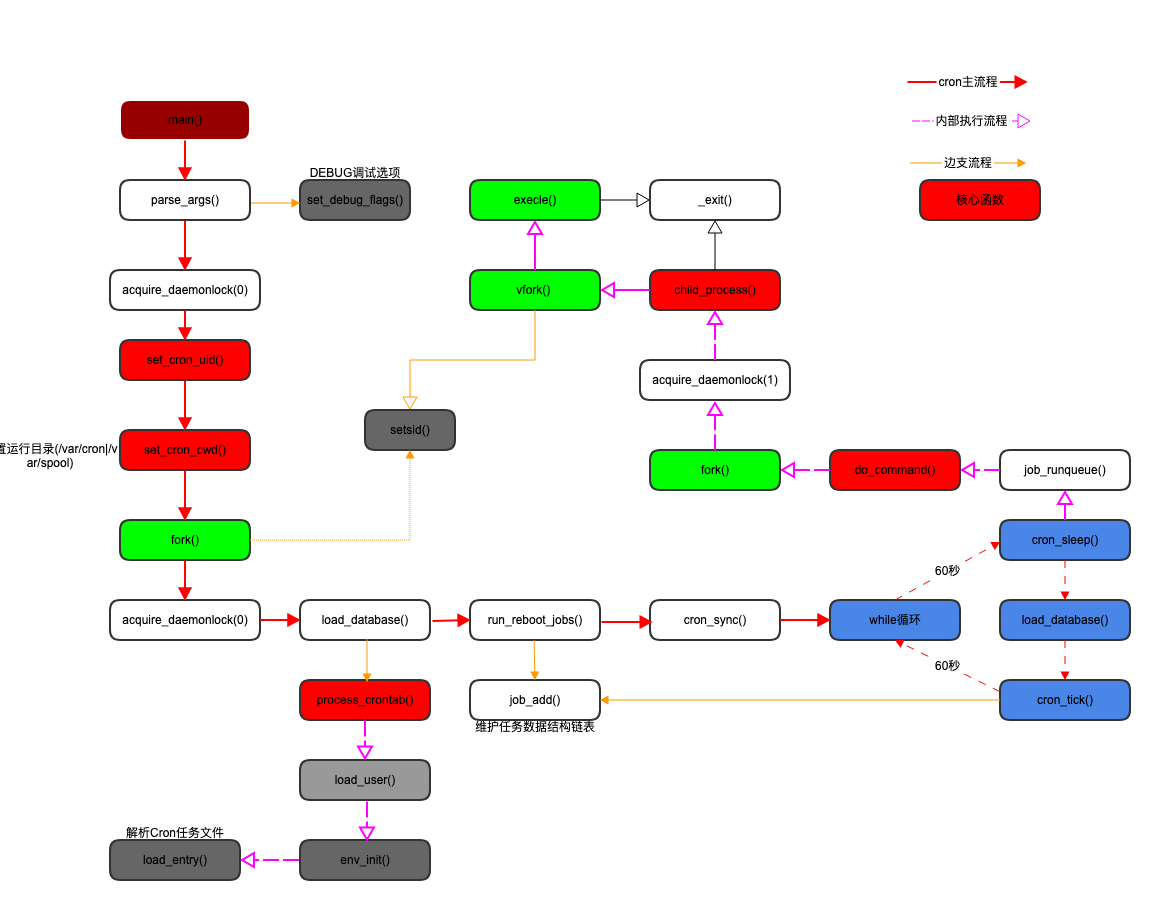 cron主流程
main()
内部执行流程
边支流程
DEBUG调试选项
parse_args()
set_debug_flags()
execle()
_exit()
核心函数
acquire_daemonlock(0)
vfork()
child_process()
set_cron_uid()
acquire_daemonlock(1)
setsid()
置运行目录(/var/cron|/v
ar/spool)
set_cron_cwd()
fork()
do_command()
job_runqueue()
fork()
cron_sleep()
60秒
acquire_daemonlock(0)
load_database()
run_reboot_jobs()
cron_sync()
while循环
load_database()
60秒
process_crontab()
job_add()
cron_tick()
维护任务数据结构链表
load_user()
解析Cron任务文件
load_entry()
env_init()